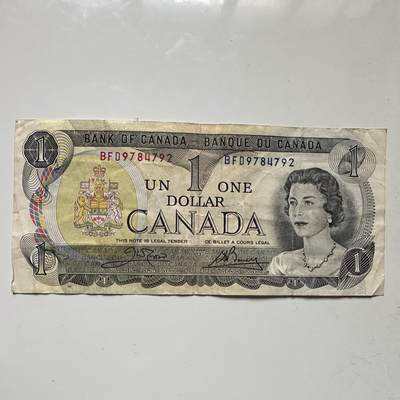 BANK OF CANADA - BANQUE DU CANADA
1 BFD9784792 1 BFD9784792 1
UN ONE
DOLLAR
CANADA
THIS NOTE IS LEGAL TENDER CE BILLET A COURS LÉGAL
1 1